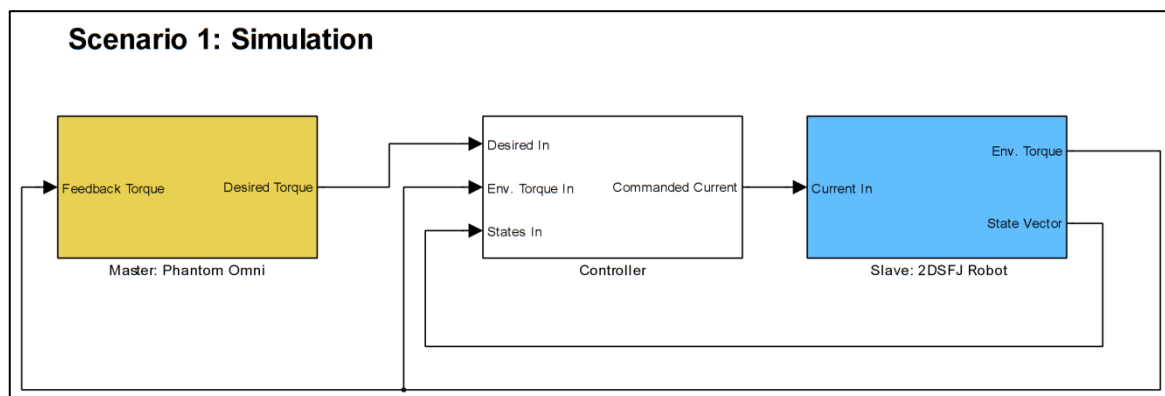 Scenario 1: Simulation
Feedback Torque
Desired Torque
Master: Phantom Omni
Desired In
Env. Torque In
States In
Commanded Current
Controller
Current In
Env. Torque
State Vector
Slave: 2DSFJ Robot